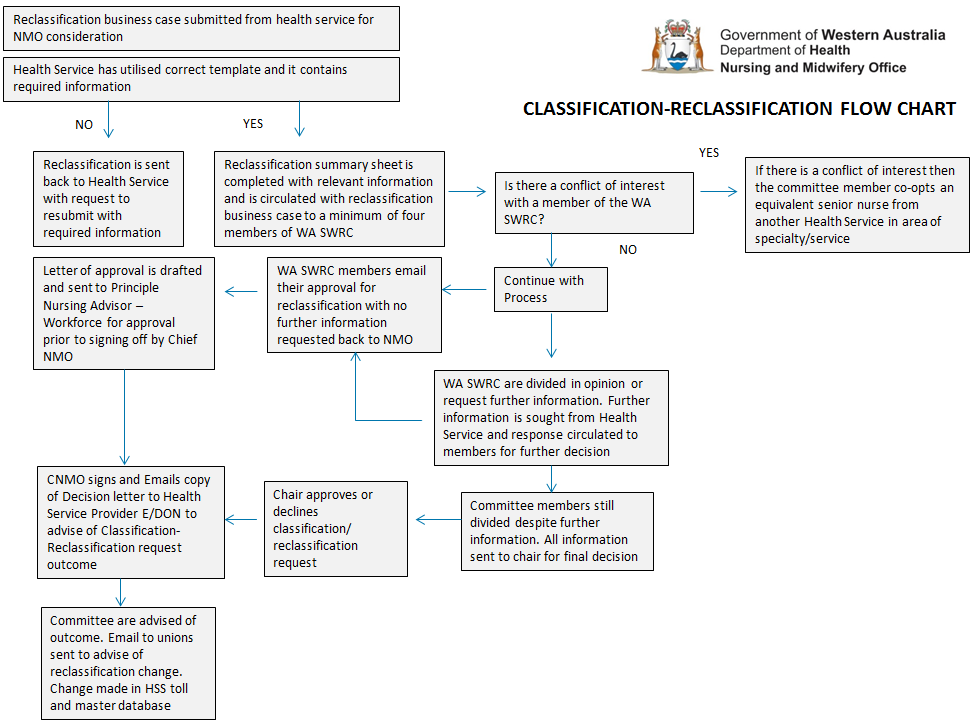 Reclassification business case submitted from health service for
NMO consideration
Government of Western Australia
Department of Health
Nursing and Midwifery Office
Health Service has utilised correct template and it contains
required information
CLASSIFICATION-RECLASSIFICATION FLOW CHART
NO
YES
Reclassification is sent
back to Health Service
with request to
resubmit with
required information
Reclassification summary sheet is
completed with relevant information
and is circulated with reclassification
business case to a minimum of four
members of WA SWRC
Is there a conflict of interest
with a member of the WA
SWRC?
YES
If there is a conflict of interest then
the committee member co-opts an
equivalent senior nurse from
another Health Service in area of
specialty/service
NO
Letter of approval is drafted
and sent to Principle
Nursing Advisor –
Workforce for approval
prior to signing off by Chief
NMO
WA SWRC members email
their approval for
reclassification with no
further information
requested back to NMO
Continue with
Process
WA SWRC are divided in opinion or
request further information. Further
information is sought from Health
Service and response circulated to
members for further decision
CNMO signs and Emails copy
of Decision letter to Health
Service Provider E/DON to
advise of Classification-
Reclassification request
outcome
Chair approves or
declines
classification/
reclassification
request
Committee members still
divided despite further
information. All information
sent to chair for final decision
Committee are advised of
outcome. Email to unions
sent to advise of
reclassification change.
Change made in HSS toll
and master database